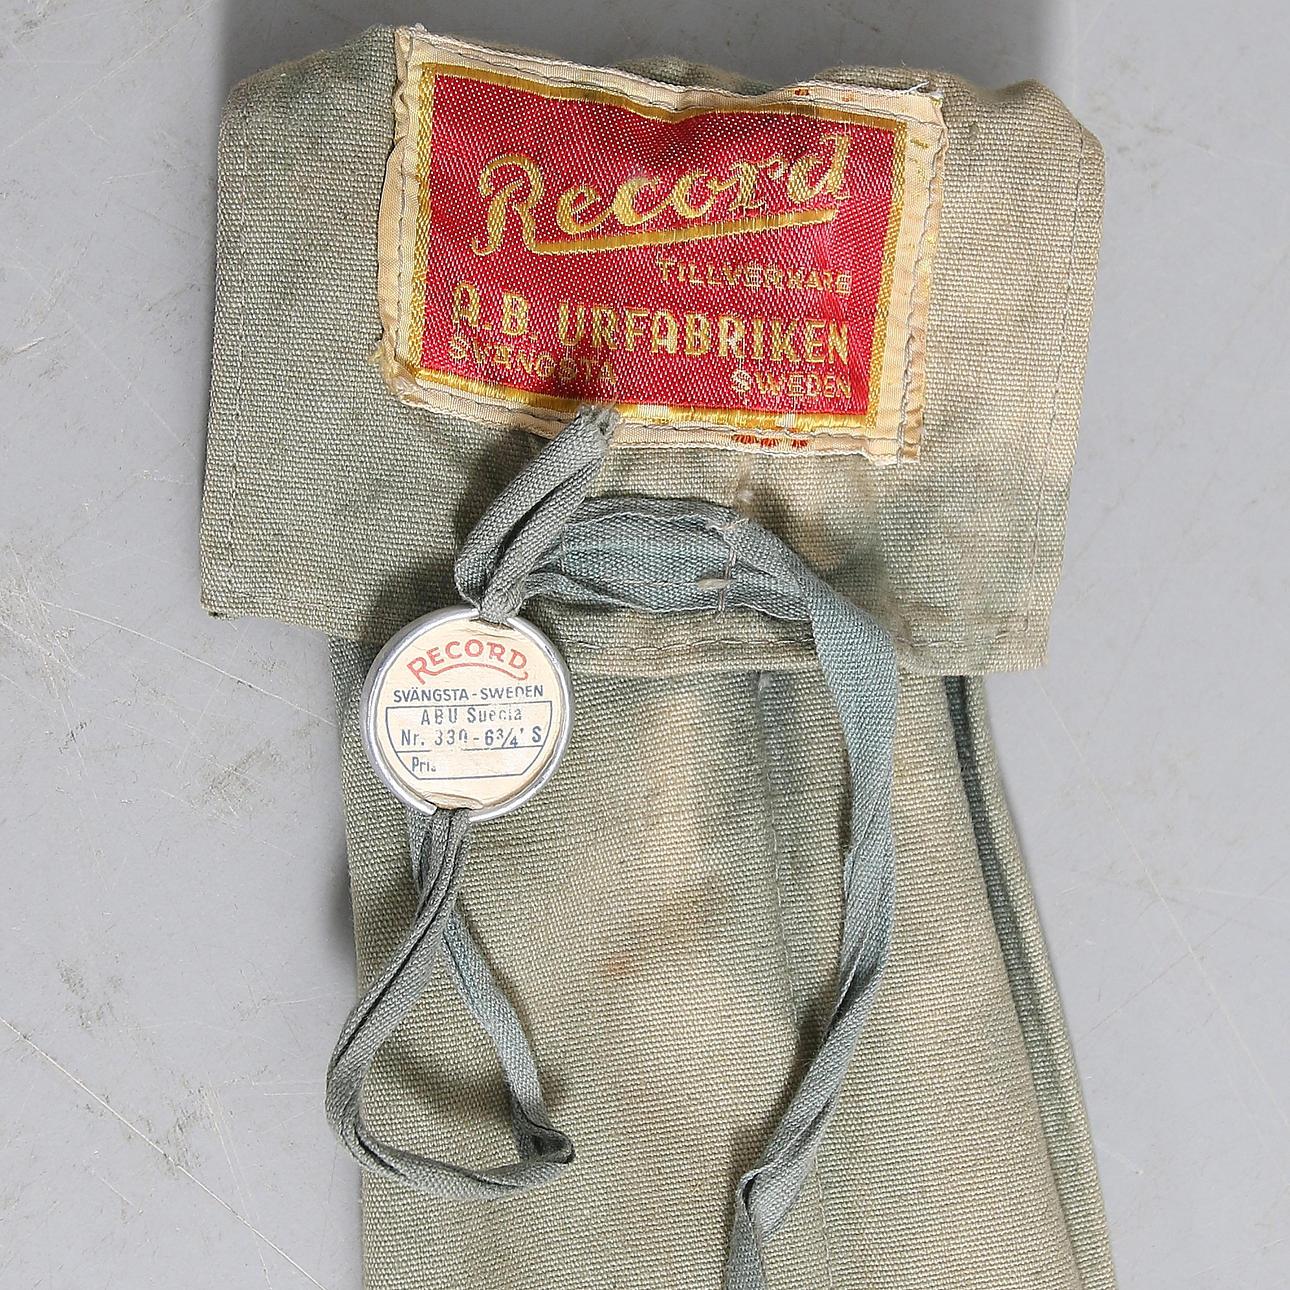 Record
TILLVERKARE
A.B URFABRIKEN
SVÄNGSTA SWEDEN
RECORD
SVÄNGSTA-SWEDEN
ABU Suecia
Nr. 330-6¾' S
Pris